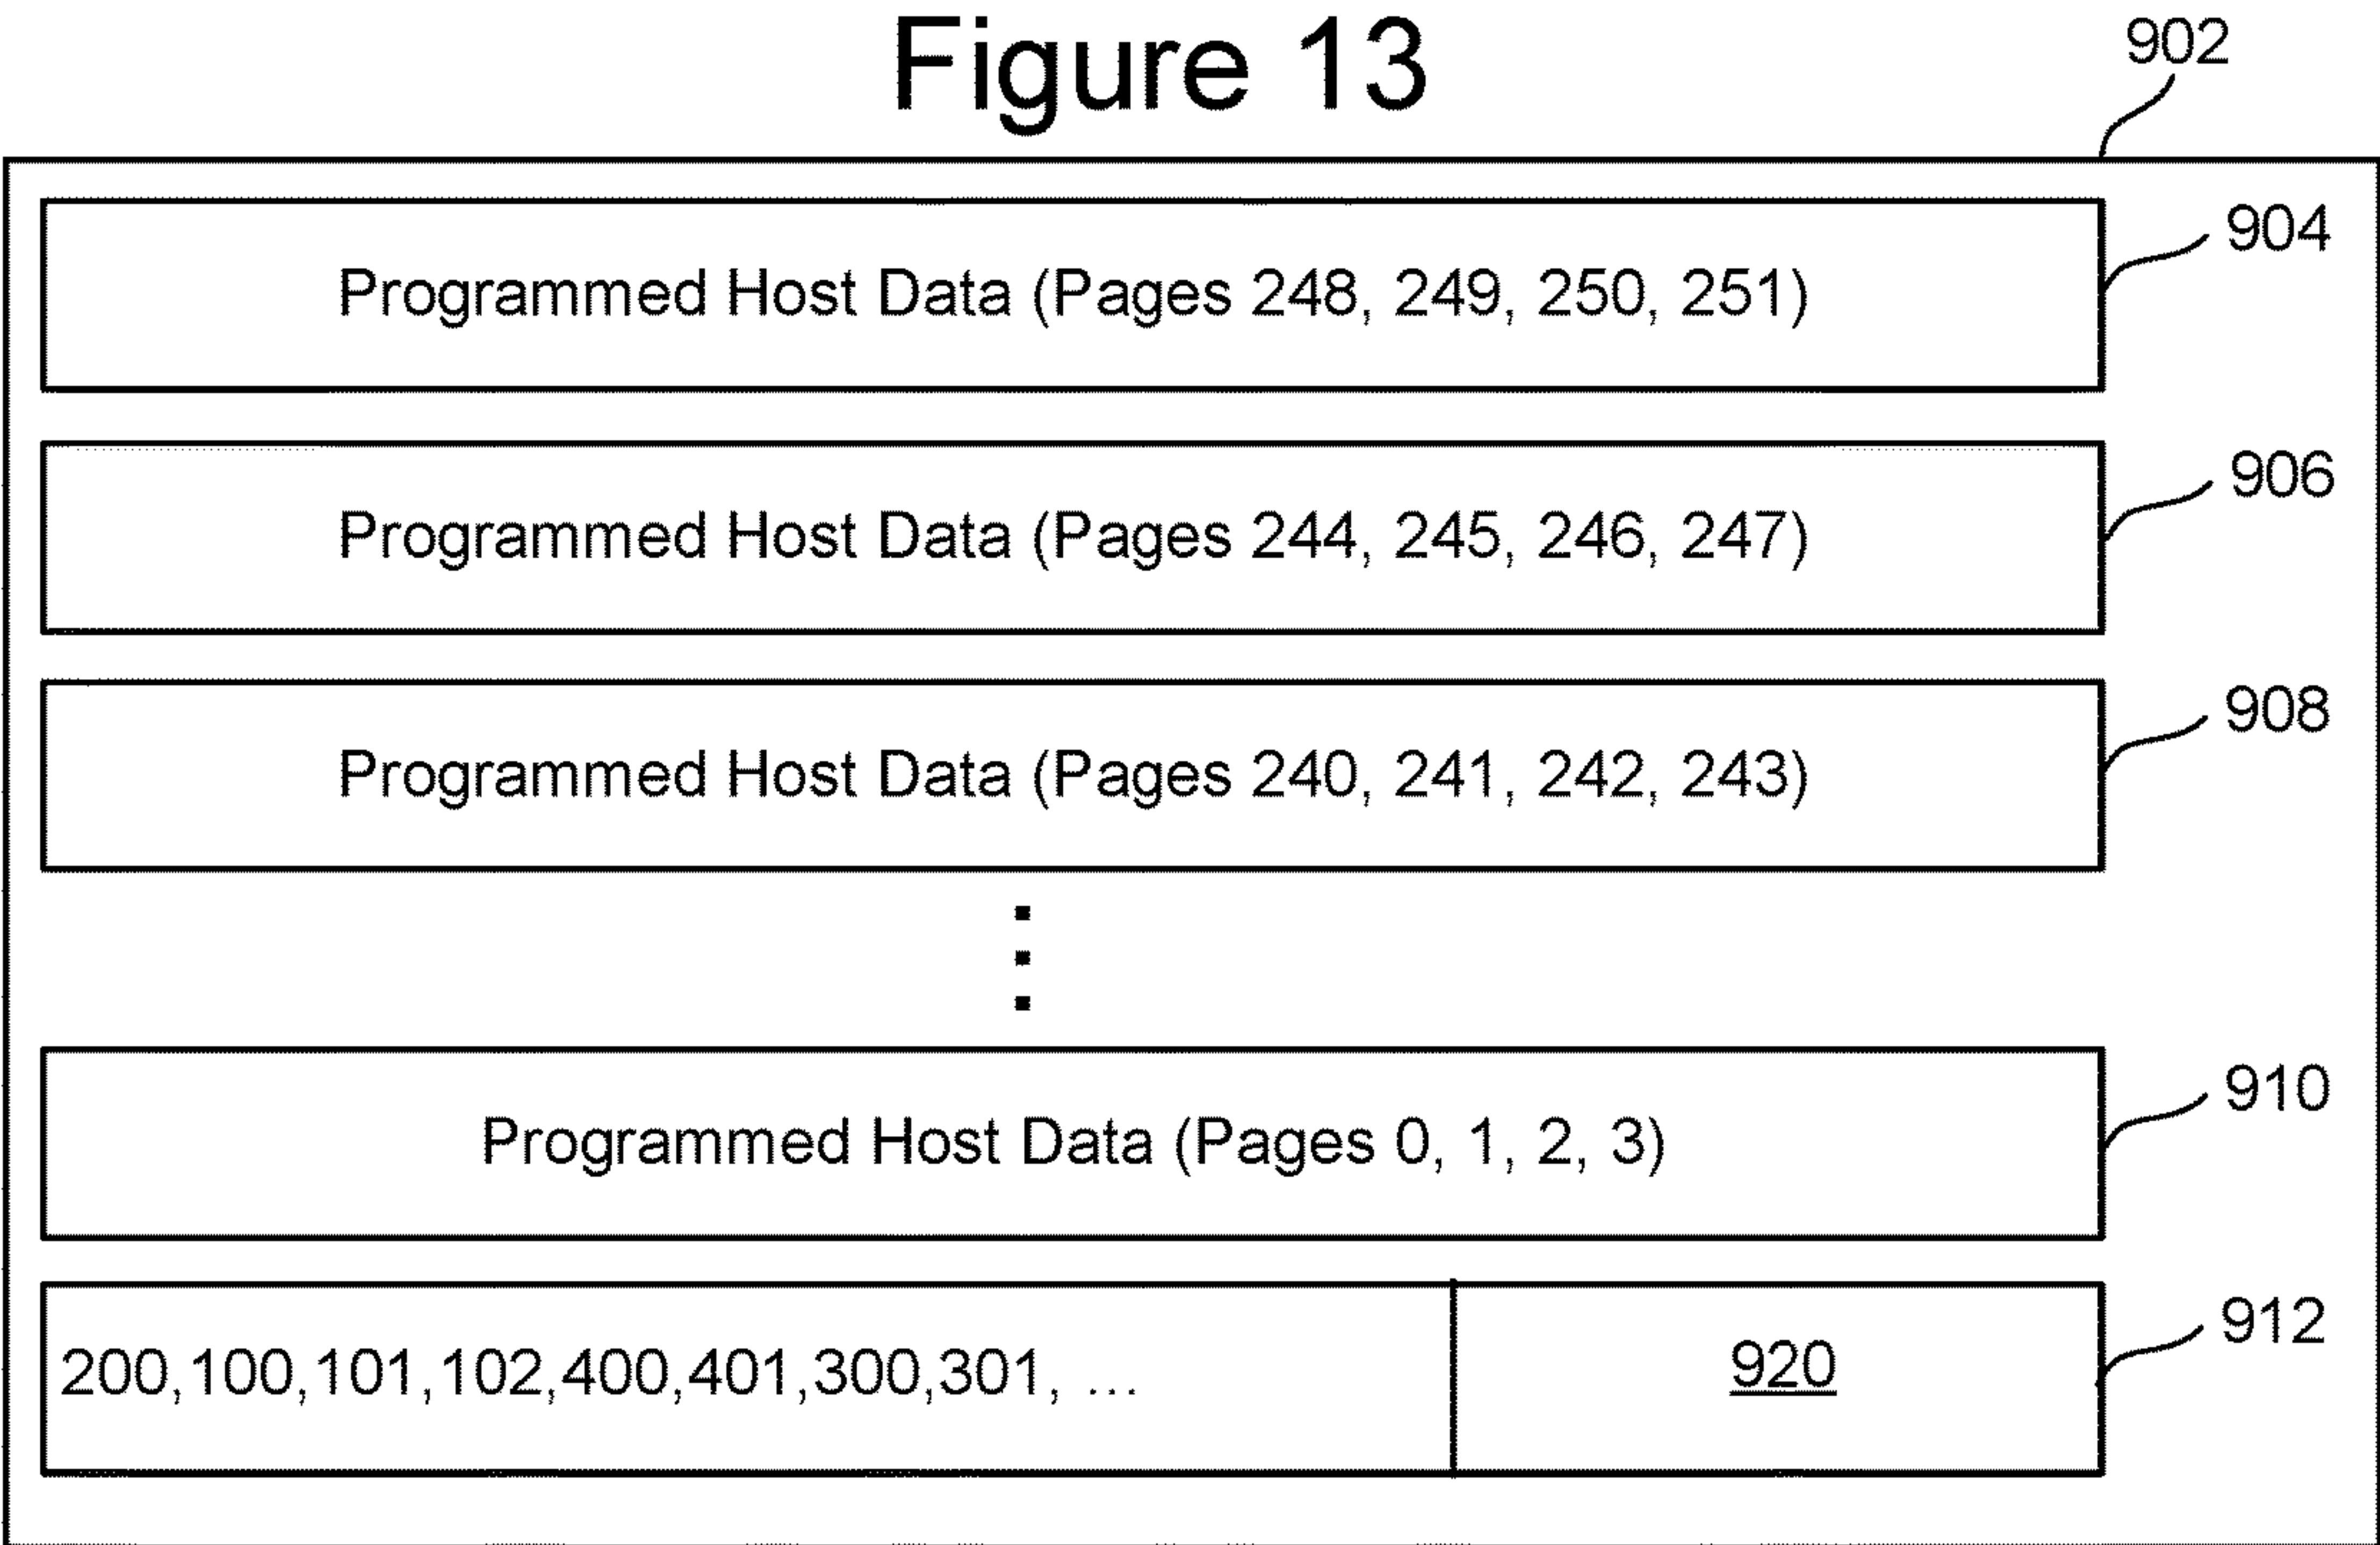 Figure 13
902
Programmed Host Data (Pages 248, 249, 250, 251)
904
Programmed Host Data (Pages 244, 245, 246, 247)
906
Programmed Host Data (Pages 240, 241, 242, 243)
908
Programmed Host Data (Pages 0, 1, 2, 3)
910
200,100,101,102,400,401,300,301, ...
920
912